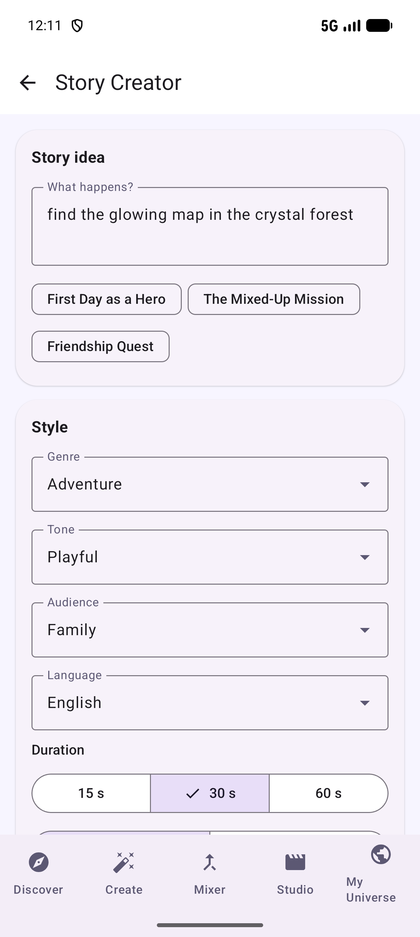 12:11
5G
Story Creator
Story idea
What happens?
find the glowing map in the crystal forest
First Day as a Hero
The Mixed-Up Mission
Friendship Quest
Style
Genre
Adventure
Tone
Playful
Audience
Family
Language
English
Duration
15 s
30 s
60 s
Discover
Create
Mixer
Studio
My
Universe